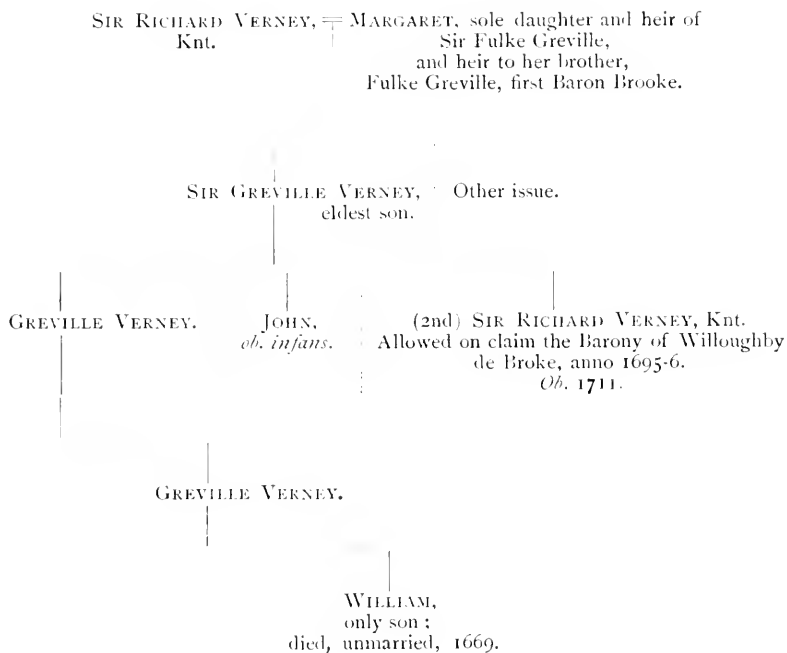 SIR RICHARD VERNEY, = MARGARET, sole daughter and heir of
Knt. Sir Fulke Greville,
and heir to her brother,
Fulke Greville, first Baron Brooke.
SIR GREVILLE VERNEY, Other issue.
eldest son.
GREVILLE VERNEY. JOHN, (2nd) SIR RICHARD VERNEY, Knt.
ob. infans. Allowed on claim the Barony of Willoughby
de Broke, anno 1695-6.
Ob. 1711.
GREVILLE VERNEY.
WILLIAM,
only son ;
died, unmarried, 1669.